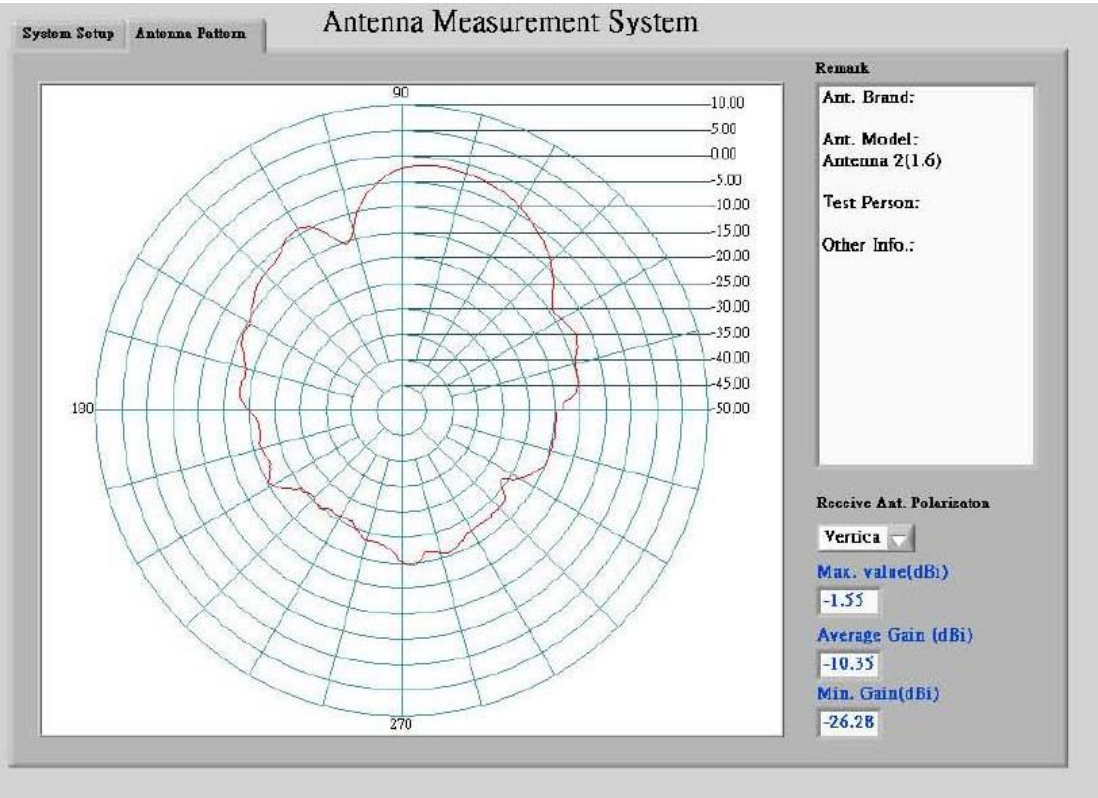 Antenna Measurement System
System Setup
Antenna Pattern
90
10.00
5.00
0.00
-5.00
-10.00
-15.00
-20.00
-25.00
-30.00
-35.00
-40.00
-45.00
-50.00
180
270
Remark
Ant. Brand:
Ant. Model:
Antenna 2(1.6)
Test Person:
Other Info.:
Receive Ant. Polarizaton
Vertica
Max. value(dBi)
-1.55
Average Gain (dBi)
-10.35
Min. Gain(dBi)
-26.28